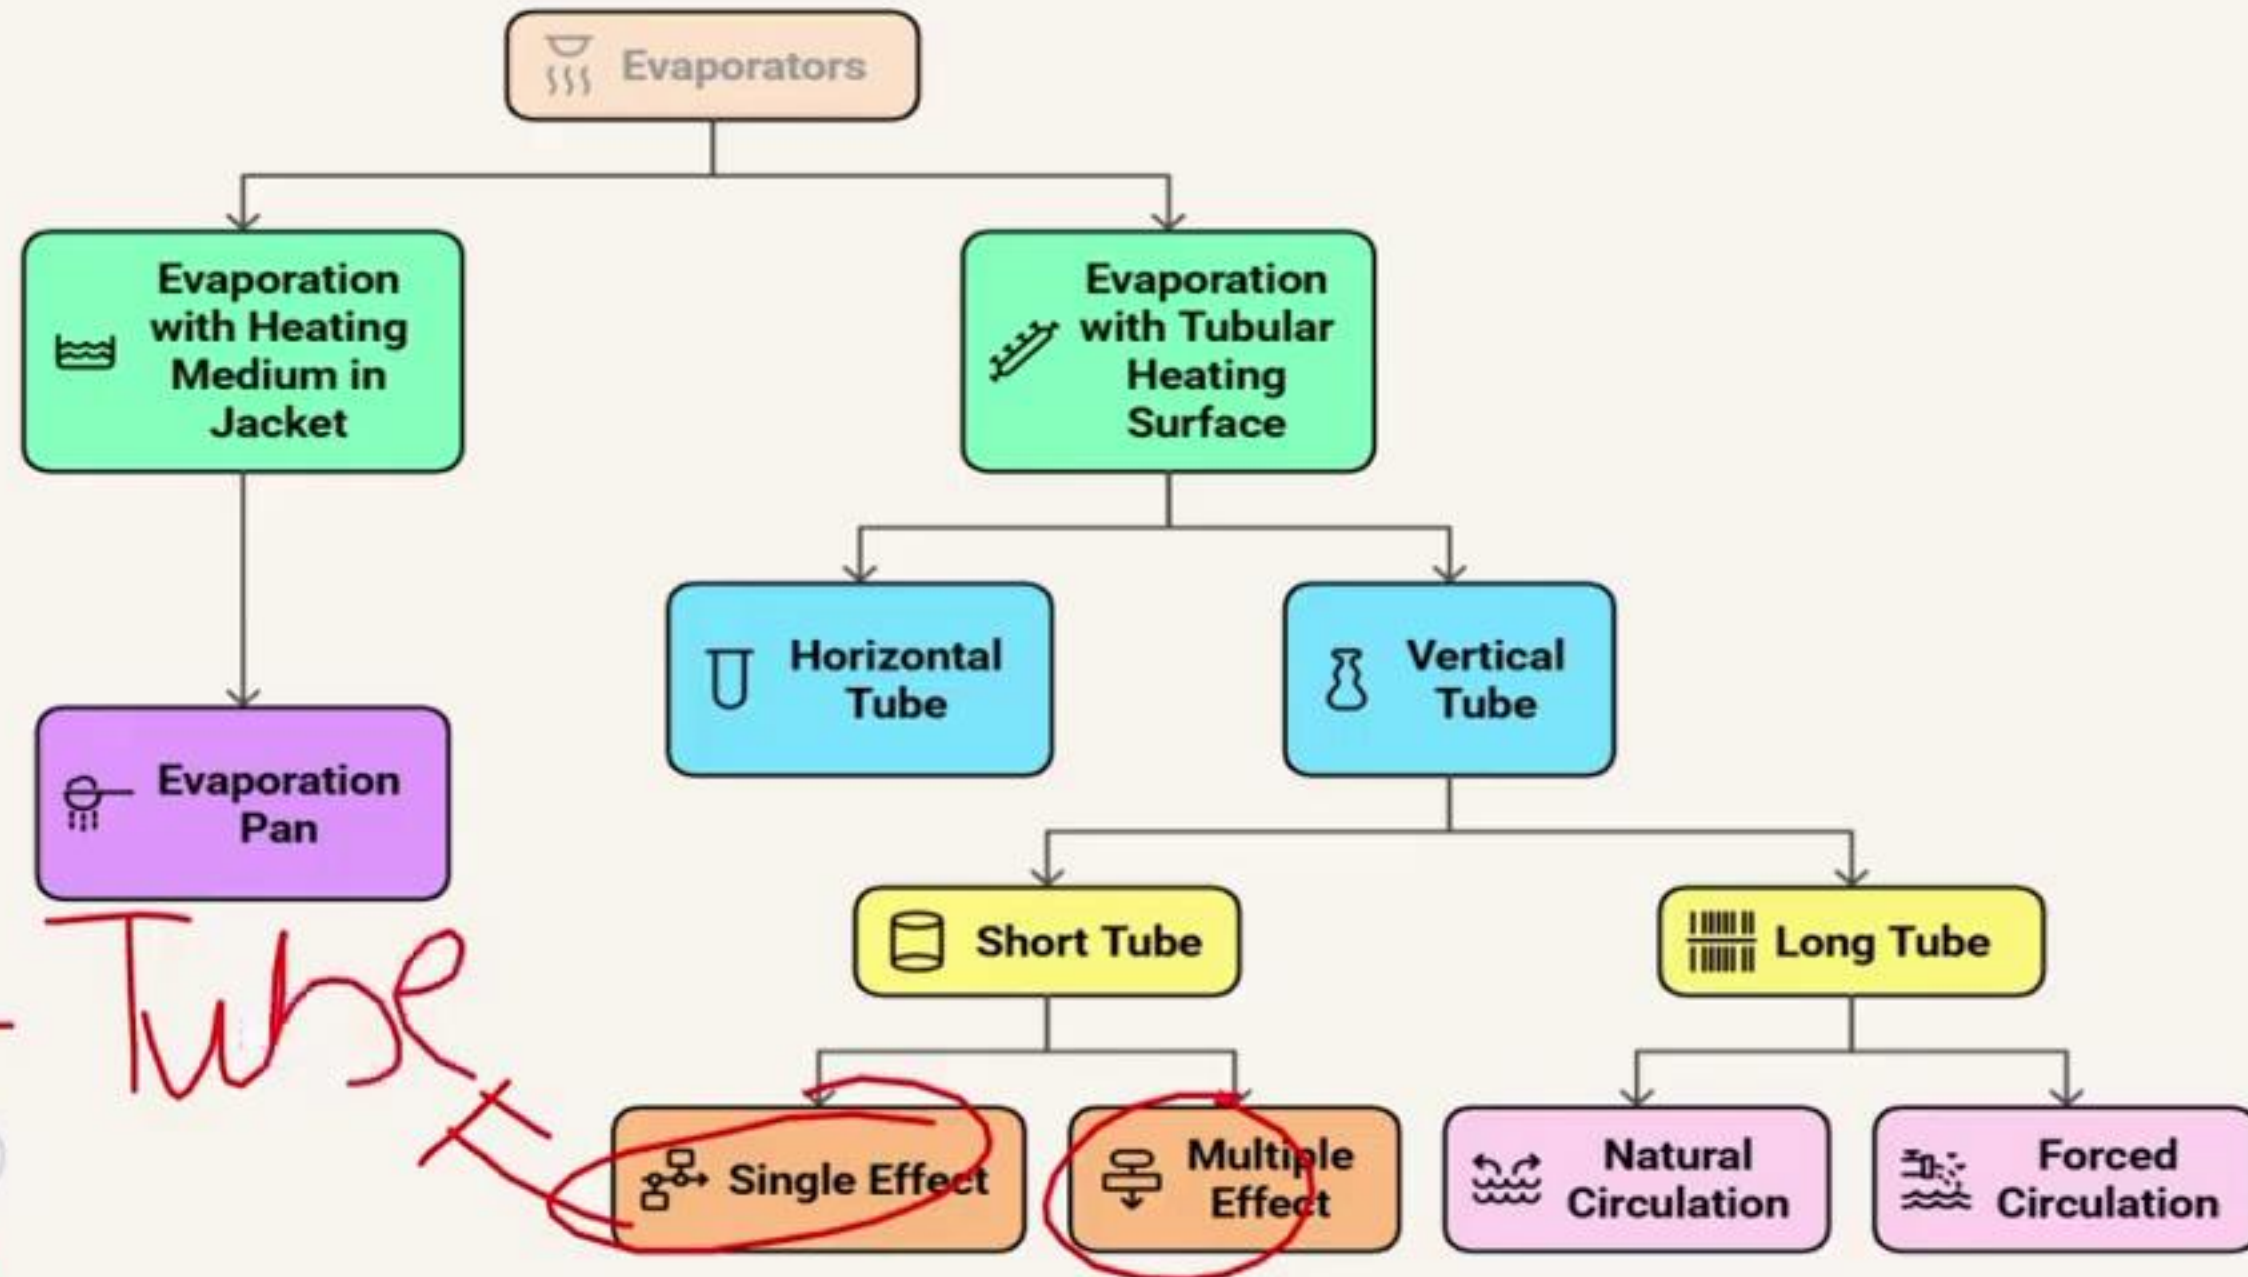 Evaporators
Evaporation
with Heating
Medium in
Jacket
Evaporation
with Tubular
Heating
Surface
Horizontal
Tube
Vertical
Tube
Evaporation
Pan
Short Tube
Long Tube
Tube
Single Effect
Multiple
Effect
Natural
Circulation
Forced
Circulation